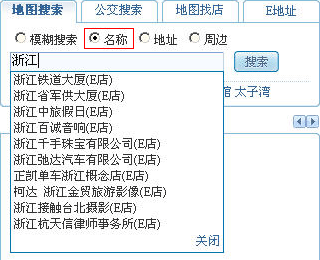 地图搜索 公交搜索 地图找店 E地址
模糊搜索 名称 地址 周边
浙江 搜索
浙江铁道大厦(E店)
浙江省军供大厦(E店)
馆 太子湾
浙江中旅假日(E店)
浙江百诚音响(E店)
浙江千手珠宝有限公司(E店)
浙江弛达汽车有限公司(E店)
正凯单车浙江概念店(E店)
柯达 浙江金贸旅游影像(E店)
浙江接触台北摄影(E店)
浙江杭天信律师事务所(E店)
关闭